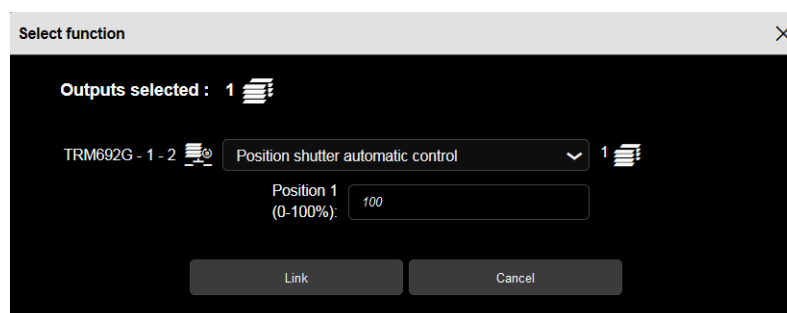 Select function
Outputs selected : 1
TRM692G - 1 - 2 Position shutter automatic control 1
Position 1
(0-100%): 100
Link Cancel